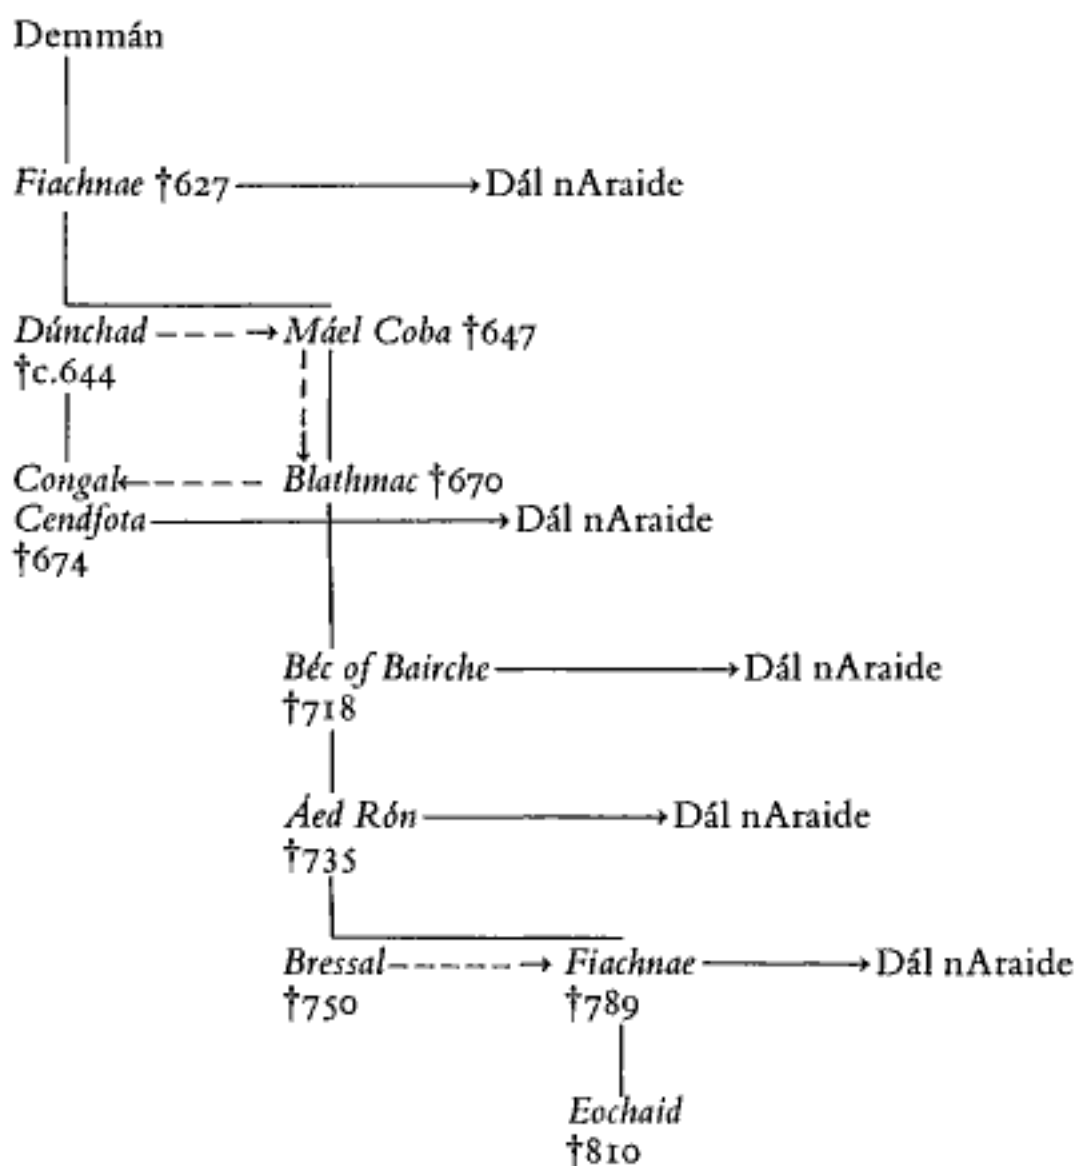 Demmán
Fiachnae †627 Dál nAraide
Dúnchad Máel Coba †647
†c.644
Congal Blathmac †670
Cendfota Dál nAraide
†674
Béc of Bairche Dál nAraide
†718
Áed Rón Dál nAraide
†735
Bressal Fiachnae Dál nAraide
†750 †789
Eochaid
†810